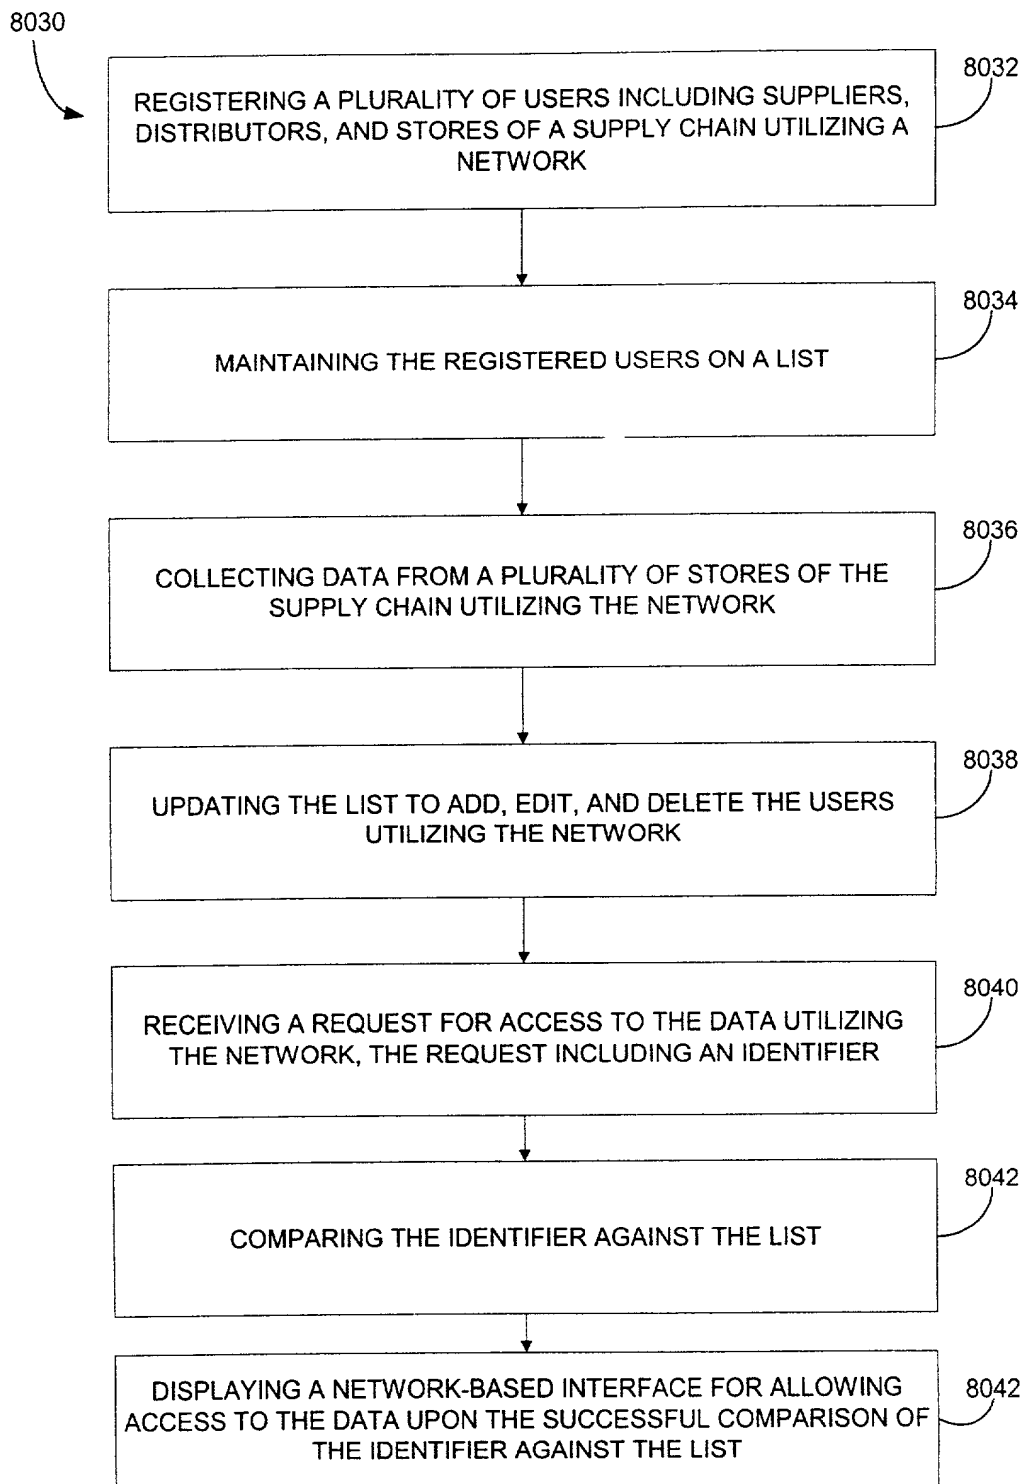 8030
8032
REGISTERING A PLURALITY OF USERS INCLUDING SUPPLIERS,
DISTRIBUTORS, AND STORES OF A SUPPLY CHAIN UTILIZING A
NETWORK
8034
MAINTAINING THE REGISTERED USERS ON A LIST
8036
COLLECTING DATA FROM A PLURALITY OF STORES OF THE
SUPPLY CHAIN UTILIZING THE NETWORK
8038
UPDATING THE LIST TO ADD, EDIT, AND DELETE THE USERS
UTILIZING THE NETWORK
8040
RECEIVING A REQUEST FOR ACCESS TO THE DATA UTILIZING
THE NETWORK, THE REQUEST INCLUDING AN IDENTIFIER
8042
COMPARING THE IDENTIFIER AGAINST THE LIST
8042
DISPLAYING A NETWORK-BASED INTERFACE FOR ALLOWING
ACCESS TO THE DATA UPON THE SUCCESSFUL COMPARISON OF
THE IDENTIFIER AGAINST THE LIST